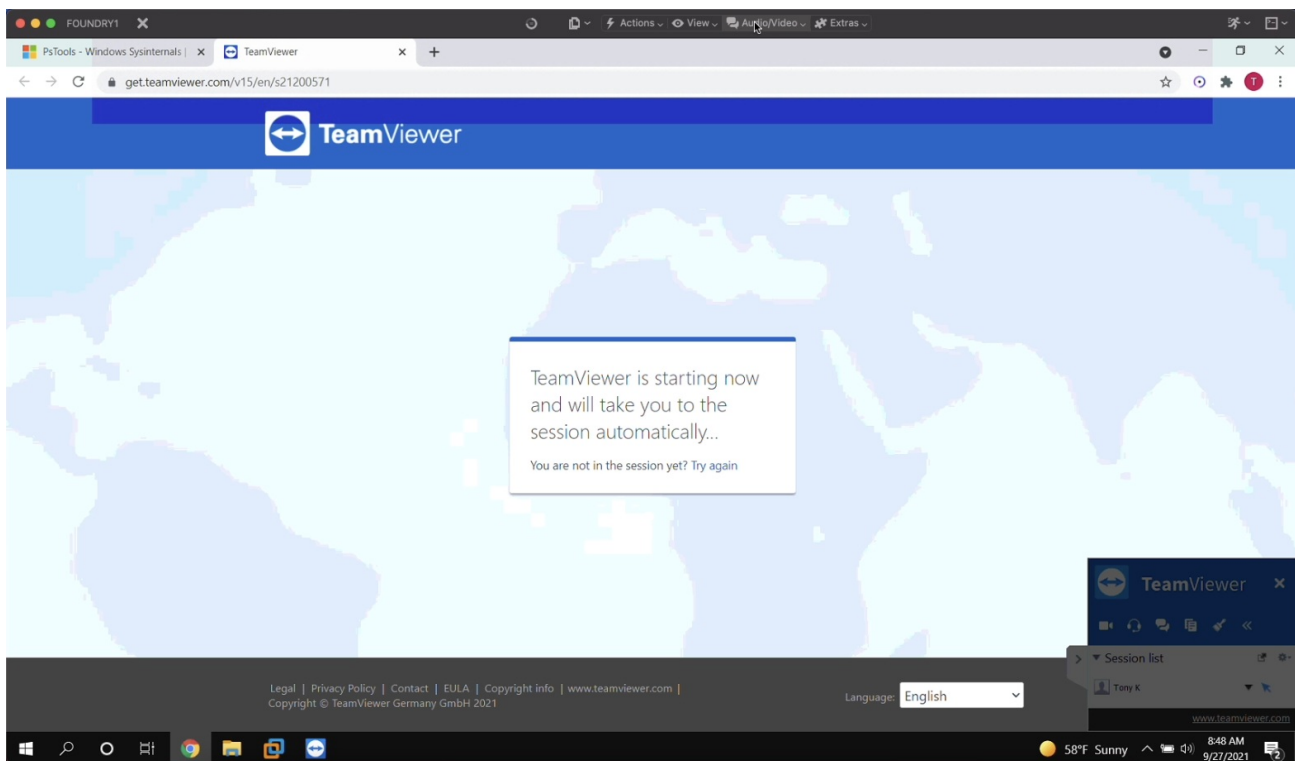 FOUNDRY1
Actions View Audio/Video Extras
PsTools - Windows Sysinternals |
TeamViewer
get.teamviewer.com/v15/en/s21200571
T
TeamViewer
TeamViewer is starting now
and will take you to the
session automatically...
You are not in the session yet? Try again
TeamViewer
Session list
Tony K
www.teamviewer.com
Legal | Privacy Policy | Contact | EULA | Copyright info | www.teamviewer.com |
Copyright © TeamViewer Germany GmbH 2021
Language: English
58°F Sunny
8:48 AM
9/27/2021
2